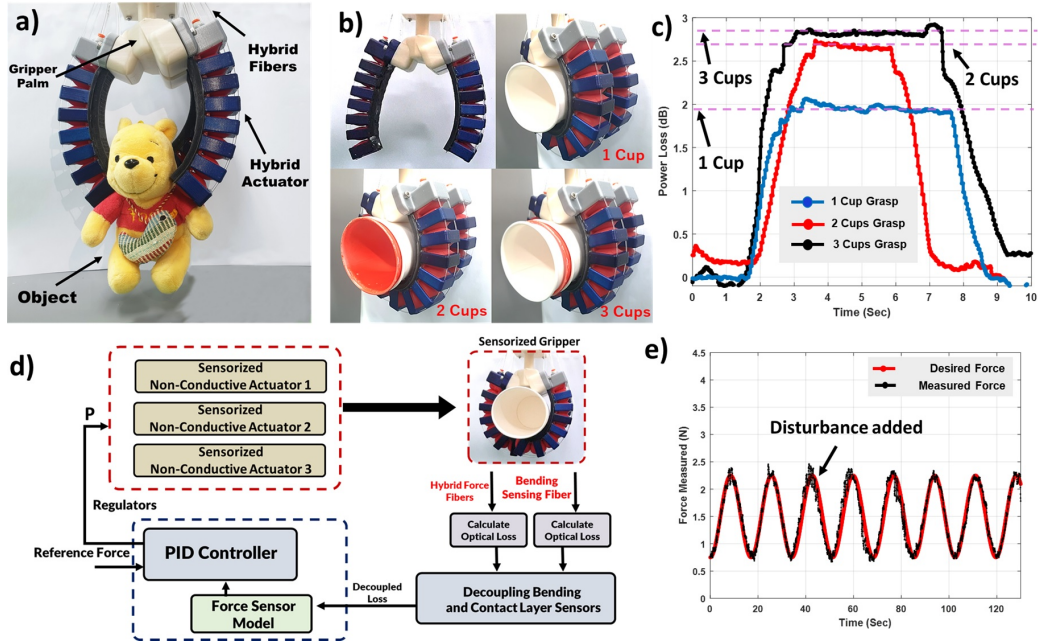 a)
Gripper
Palm
Hybrid
Fibers
Hybrid
Actuator
Object
b)
1 Cup
2 Cups
3 Cups
c)
Power Loss (dB)
3
2.5
2
1.5
1
0.5
0
3 Cups
2 Cups
1 Cup
1 Cup Grasp
2 Cups Grasp
3 Cups Grasp
0 1 2 3 4 5 6 7 8 9 10
Time (Sec)
d)
Sensorized
Non-Conductive Actuator 1
Sensorized
Non-Conductive Actuator 2
Sensorized
Non-Conductive Actuator 3
P
Regulators
Reference Force
PID Controller
Force Sensor
Model
Decoupled
Loss
Sensorized Gripper
Hybrid Force
Fibers
Bending
Sensing Fiber
Calculate
Optical Loss
Calculate
Optical Loss
Decoupling Bending
and Contact Layer Sensors
e)
Force Measured (N)
4.5
4
3.5
3
2.5
2
1.5
1
0.5
0
Desired Force
Measured Force
Disturbance added
0 20 40 60 80 100 120
Time (Sec)